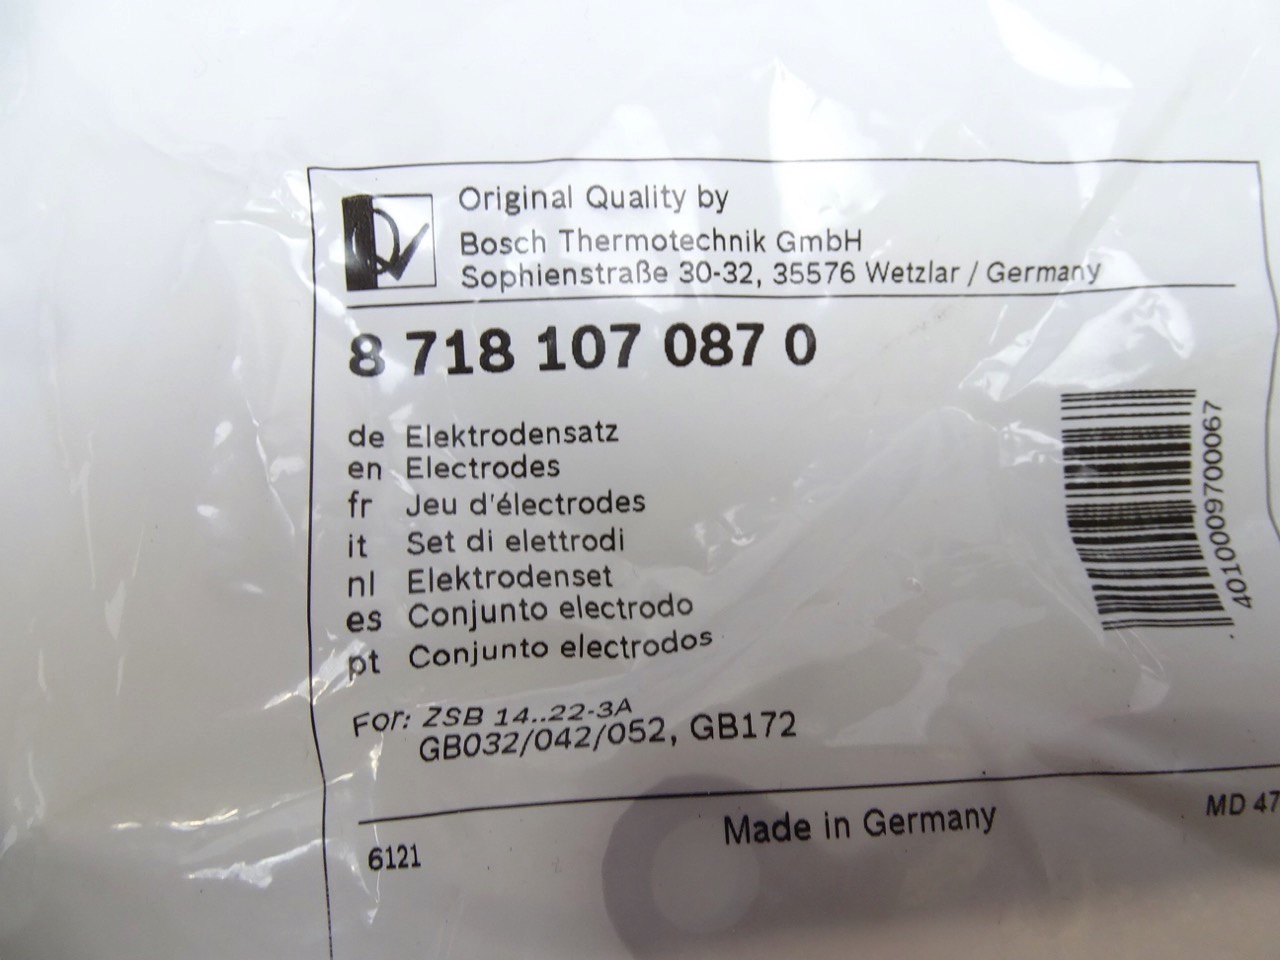 Original Quality by
Bosch Thermotechnik GmbH
Sophienstraße 30-32, 35576 Wetzlar / Germany
8 718 107 087 0
de Elektrodensatz
en Electrodes
fr Jeu d'électrodes
it Set di elettrodi
nl Elektrodenset
es Conjunto electrodo
pt Conjunto electrodos
4010009700067
For: ZSB 14..22-3A
GB032/042/052, GB172
Made in Germany
MD 47
6121